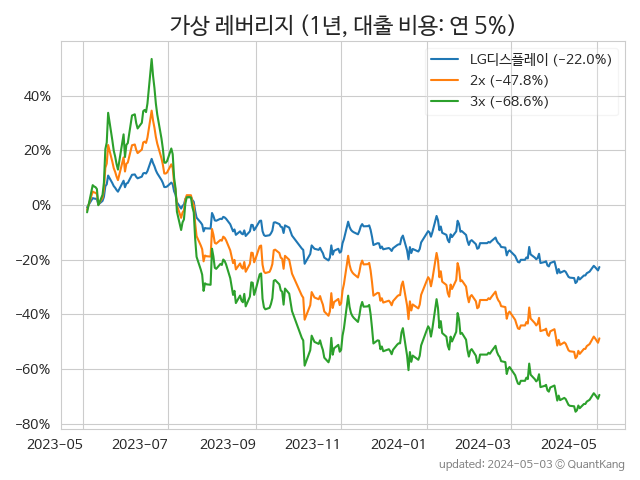 가상 레버리지 (1년, 대출 비용: 연 5%)
LG디스플레이 (−22.0%)
2x (−47.8%)
3x (−68.6%)
40%
20%
0%
−20%
−40%
−60%
−80%
2023-05 2023-07 2023-09 2023-11 2024-01 2024-03 2024-05
updated: 2024-05-03 ⓒ QuantKang